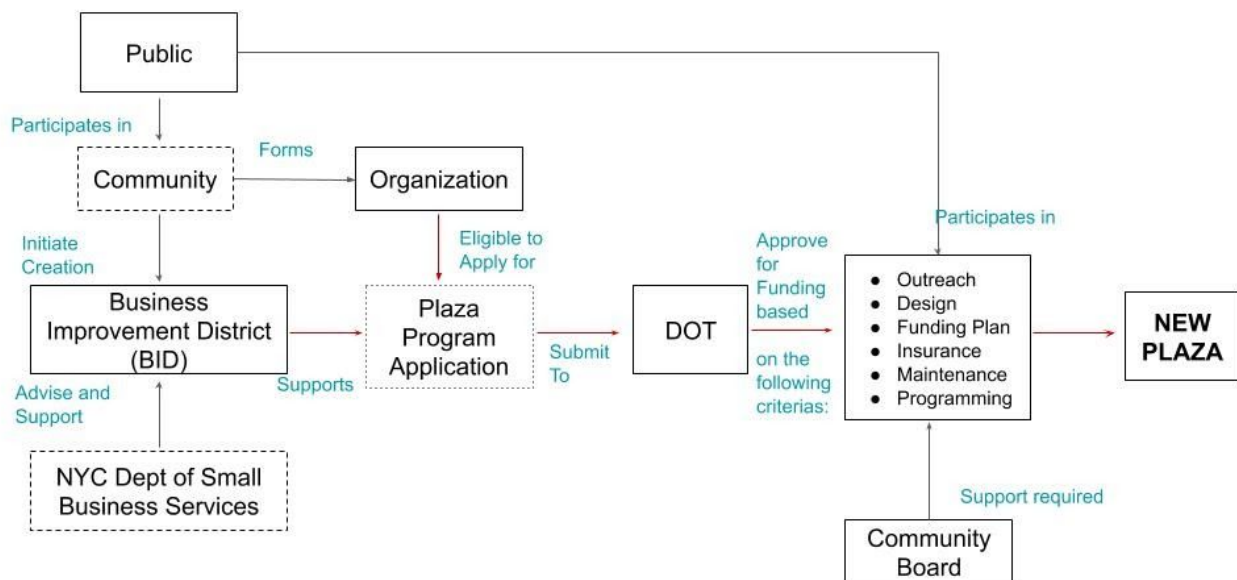 Public
Participates in
Community
Forms
Organization
Initiate
Creation
Eligible to
Apply for
Business
Improvement District
(BID)
Advise and
Support
Supports
NYC Dept of Small
Business Services
Plaza
Program
Application
Submit
To
DOT
Approve
for
Funding
based
on the
following
criterias:
Participates in
● Outreach
● Design
● Funding Plan
● Insurance
● Maintenance
● Programming
Support required
Community
Board
NEW
PLAZA